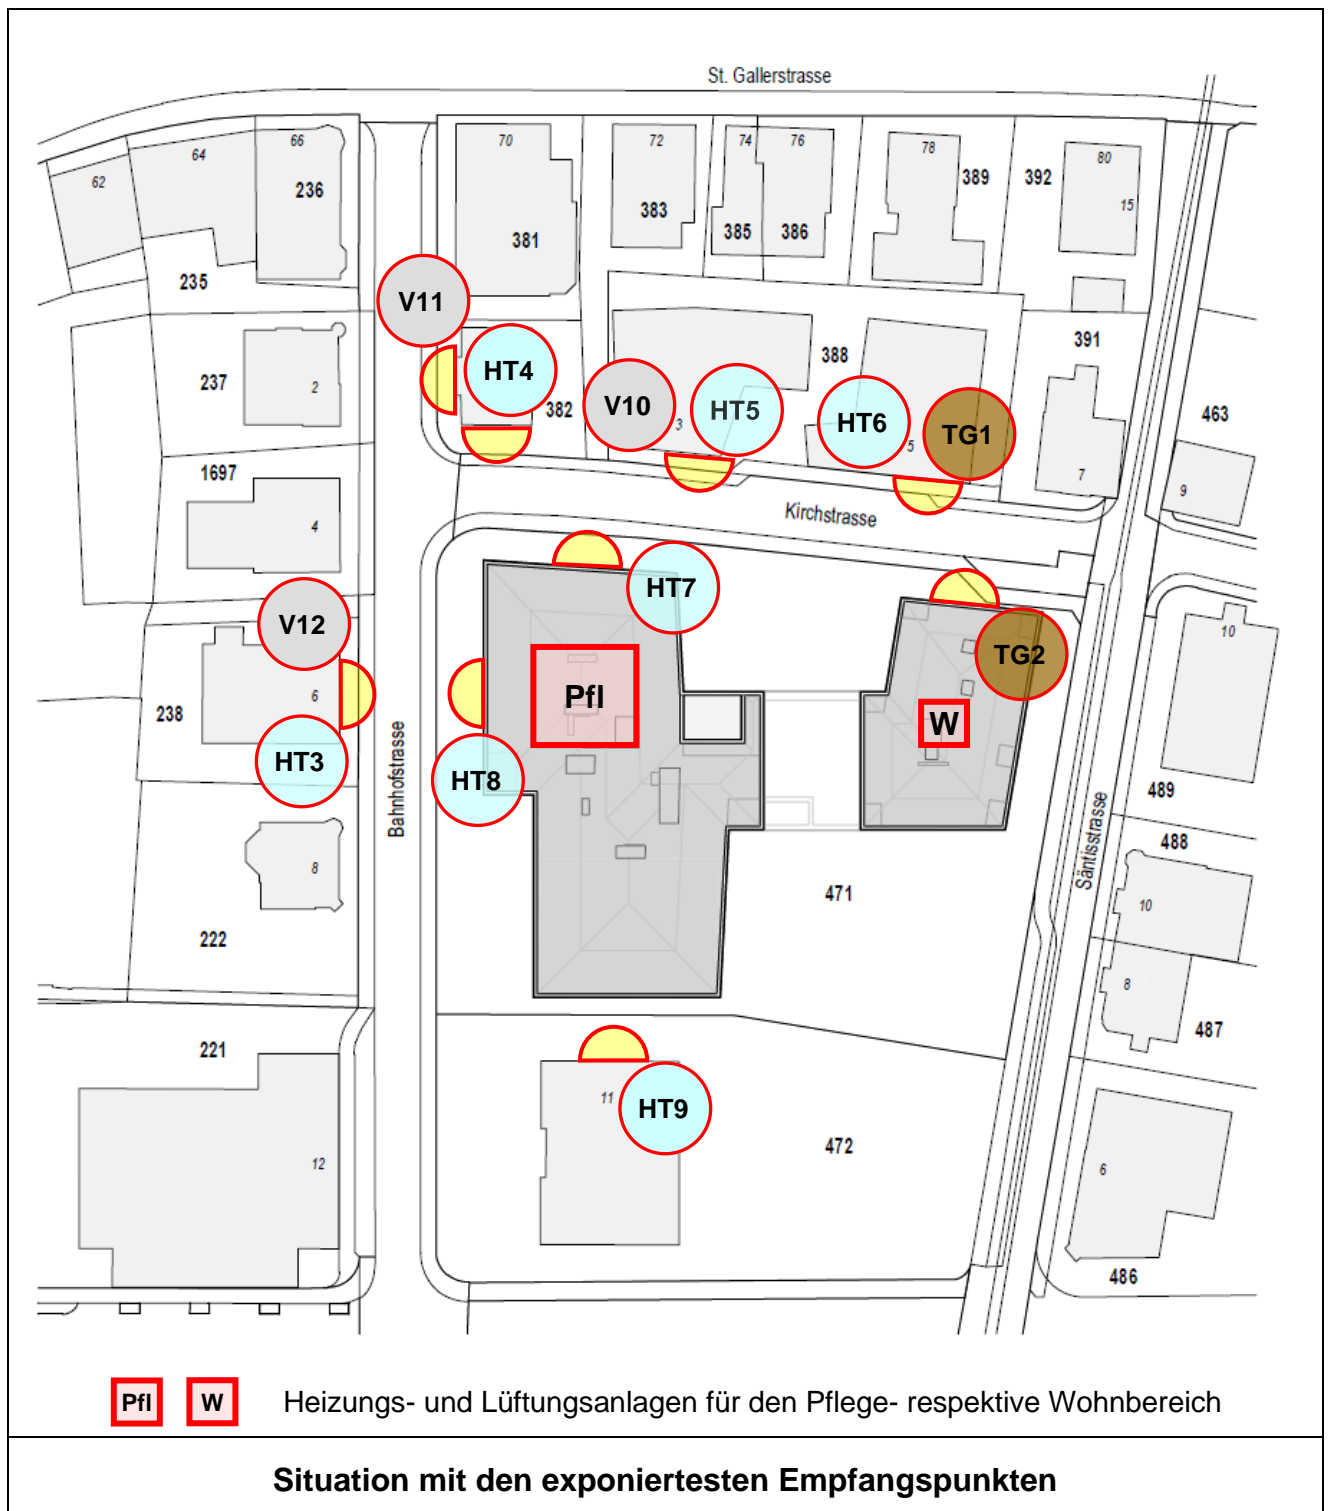 St. Gallerstrasse
62
64
66
236
70
72
74
76
78
389
392
80
15
381
383
385
386
235
V11
HT4
382
V10
3
HT5
388
HT6
5
TG1
391
463
237
2
7
9
1697
4
Kirchstrasse
HT7
V12
6
238
HT3
Bahnhofstrasse
Pfl
HT8
W
TG2
10
489
488
Säntisstrasse
8
222
471
10
8
487
221
12
11
HT9
472
6
486
Pfl W Heizungs- und Lüftungsanlagen für den Pflege- respektive Wohnbereich
Situation mit den exponiertesten Empfangspunkten